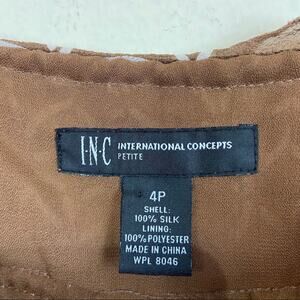 I·N·C INTERNATIONAL CONCEPTS
PETITE
4P
SHELL:
100% SILK
LINING:
100% POLYESTER
MADE IN CHINA
WPL 8046